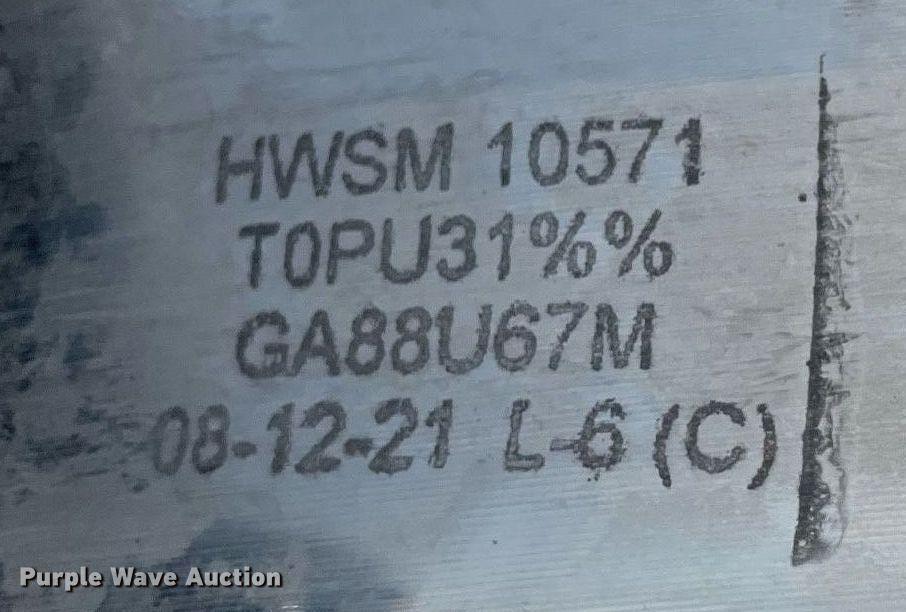 HWSM 10571
T0PU31%%
GA88U67M
08-12-21 L-6 (C)
Purple Wave Auction